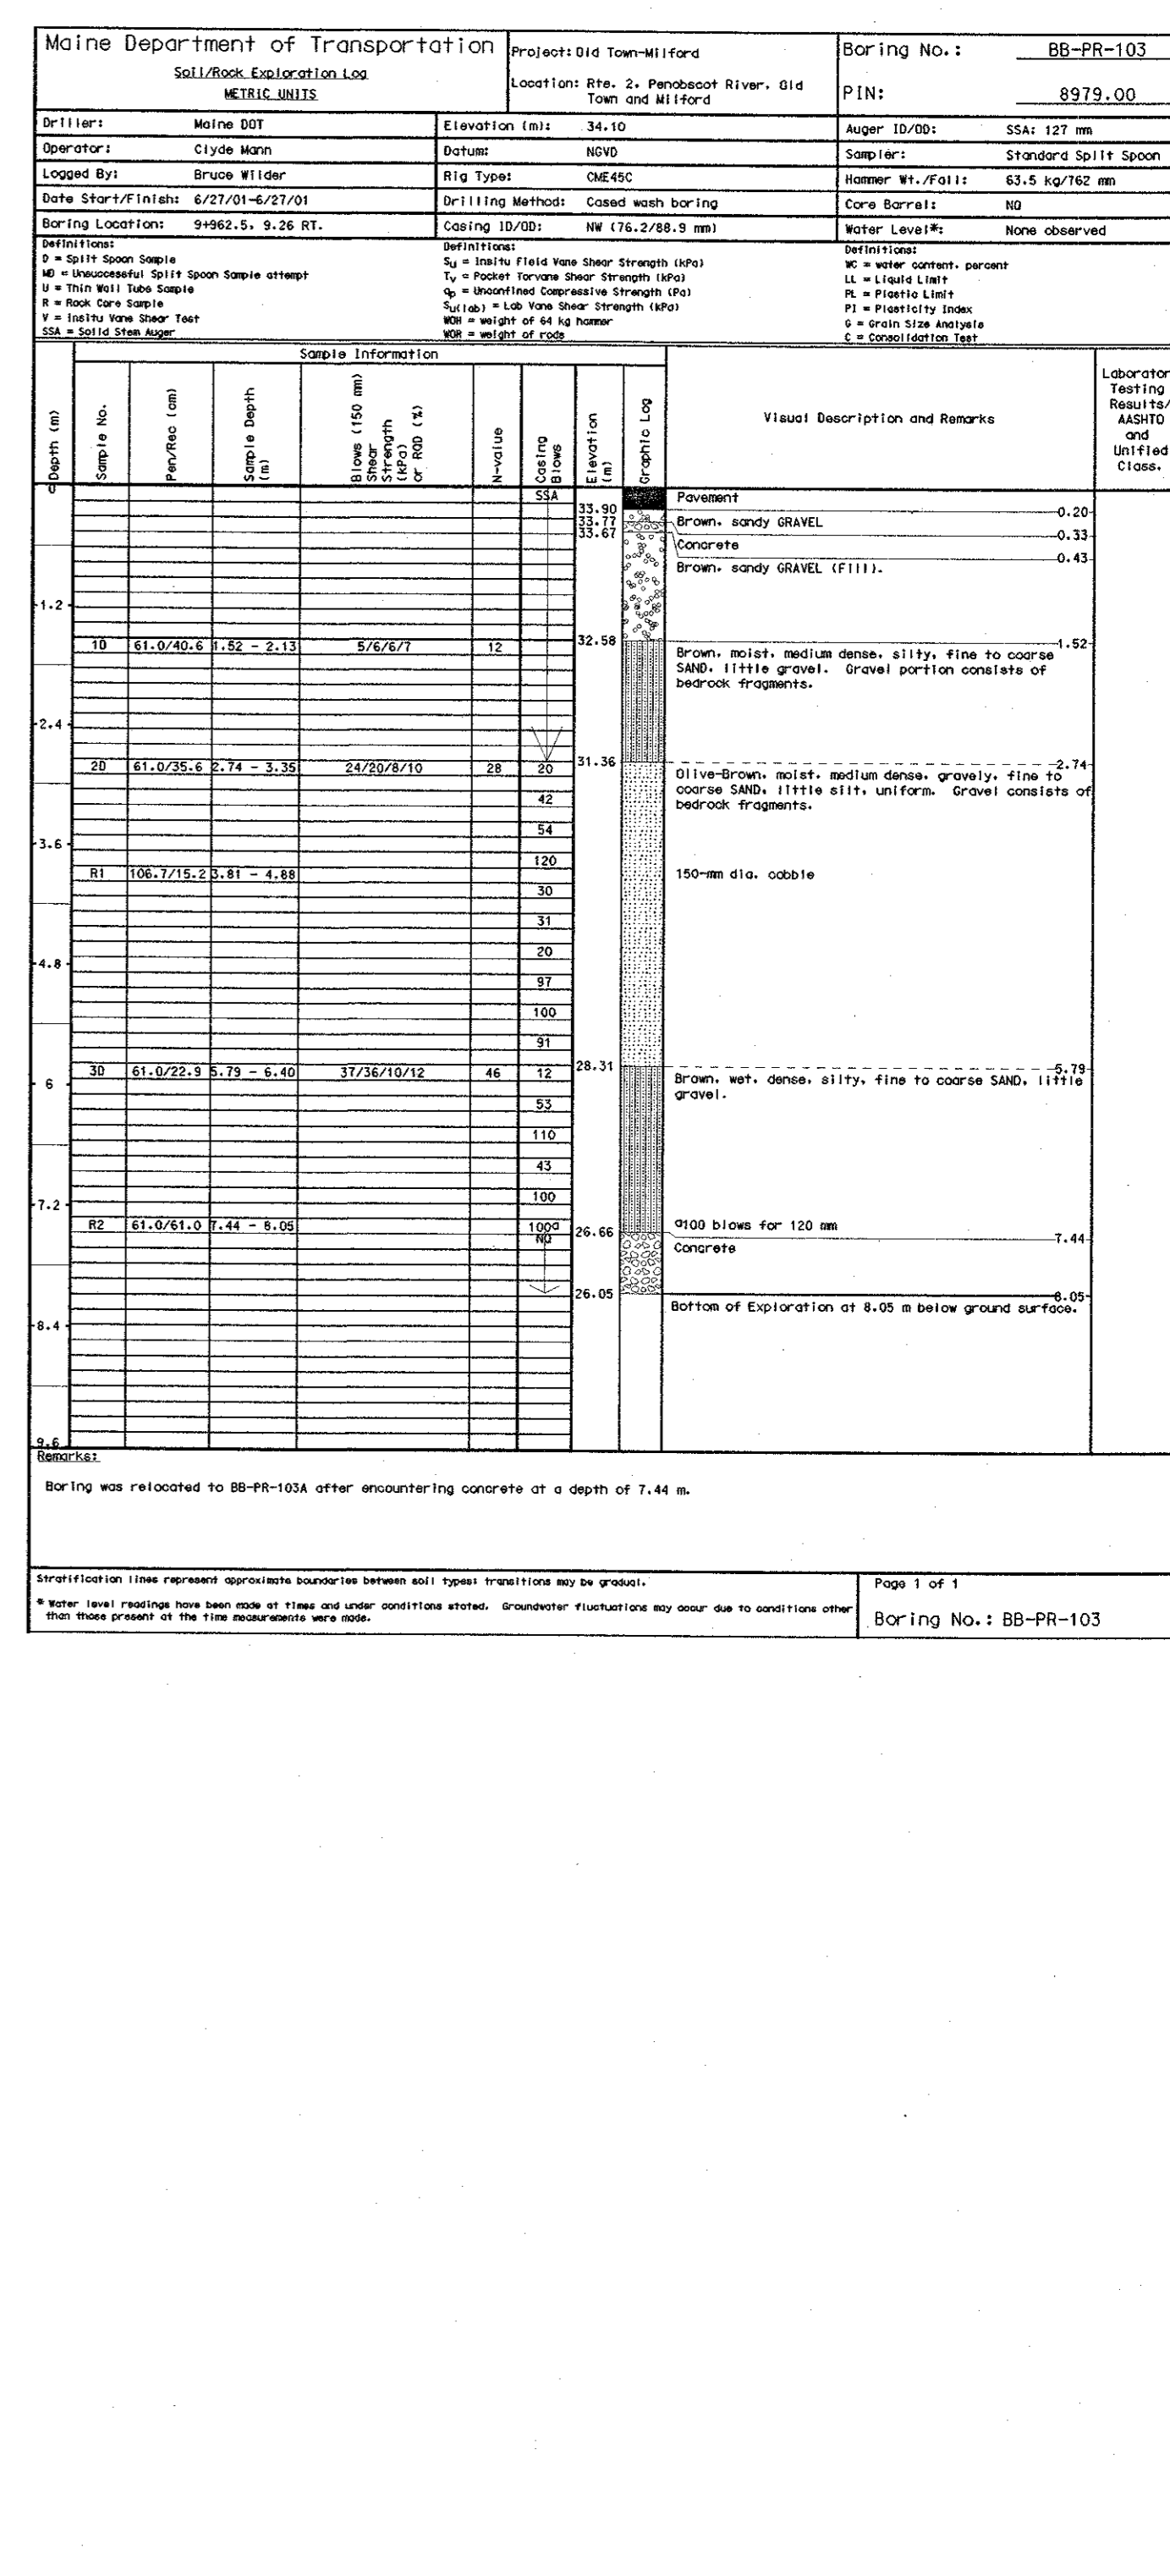 Maine Department of Transportation
Soil/Rock Exploration Log
METRIC UNITS
Project: Old Town-Milford
Location: Rte. 2, Penobscot River, Old
Town and Milford
Boring No.: BB-PR-103
PIN: 8979.00
Driller: Maine DOT
Elevation (m): 34.10
Auger ID/OD: SSA: 127 mm
Operator: Clyde Mann
Datum: NGVD
Sampler: Standard Split Spoon
Logged By: Bruce Wilder
Rig Type: CME45C
Hammer Wt./Fall: 63.5 kg/762 mm
Date Start/Finish: 6/27/01-6/27/01
Drilling Method: Cased wash boring
Core Barrel: NQ
Boring Location: 9+962.5, 9.26 RT.
Casing ID/OD: NW (76.2/88.9 mm)
Water Level*: None observed
Definitions:
D = Split Spoon Sample
MD = Unsuccessful Split Spoon Sample attempt
U = Thin Wall Tube Sample
R = Rock Core Sample
V = Insitu Vane Shear Test
SSA = Solid Stem Auger
Definitions:
Su = Insitu Field Vane Shear Strength (kPa)
Tv = Pocket Torvane Shear Strength (kPa)
qp = Unconfined Compressive Strength (Pa)
Su(lab) = Lab Vane Shear Strength (kPa)
WOH = weight of 64 kg hammer
WOR = weight of rods
Definitions:
WC = water content, percent
LL = Liquid Limit
PL = Plastic Limit
PI = Plasticity Index
G = Grain Size Analysis
C = Consolidation Test
Sample Information
Depth (m)
Sample No.
Pen/Rec (cm)
Sample Depth
(m)
Blows (150 mm)
Shear
Strength
(kPa)
or RQD (%)
N-value
Casing
Blows
Elevation
(m)
Graphic Log
Visual Description and Remarks
Laborator
Testing
Results/
AASHTO
and
Unified
Class.
0
SSA
Pavement
33.90
0.20
33.77
Brown, sandy GRAVEL
33.67
0.33
Concrete
0.43
Brown, sandy GRAVEL (Fill).
1.2
1D 61.0/40.6 1.52 - 2.13 5/6/6/7 12
32.58
1.52
Brown, moist, medium dense, silty, fine to coarse
SAND, little gravel. Gravel portion consists of
bedrock fragments.
2.4
2D 61.0/35.6 2.74 - 3.35 24/20/8/10 28 20
31.36
2.74
Olive-Brown, moist, medium dense, gravely, fine to
coarse SAND, little silt, uniform. Gravel consists of
bedrock fragments.
42
54
3.6
120
R1 106.7/15.2 3.81 - 4.88
150-mm dia. cobble
30
31
20
4.8
97
100
91
3D 61.0/22.9 5.79 - 6.40 37/36/10/12 46 12
28.31
5.79
6
Brown, wet, dense, silty, fine to coarse SAND, little
gravel.
53
110
43
100
7.2
R2 61.0/61.0 7.44 - 8.05
100a
NQ
26.66
a100 blows for 120 mm
7.44
Concrete
26.05
8.05
Bottom of Exploration at 8.05 m below ground surface.
8.4
9.6
Remarks:
Boring was relocated to BB-PR-103A after encountering concrete at a depth of 7.44 m.
Stratification lines represent approximate boundaries between soil types; transitions may be gradual.
* Water level readings have been made at times and under conditions stated. Groundwater fluctuations may occur due to conditions other
than those present at the time measurements were made.
Page 1 of 1
Boring No.: BB-PR-103